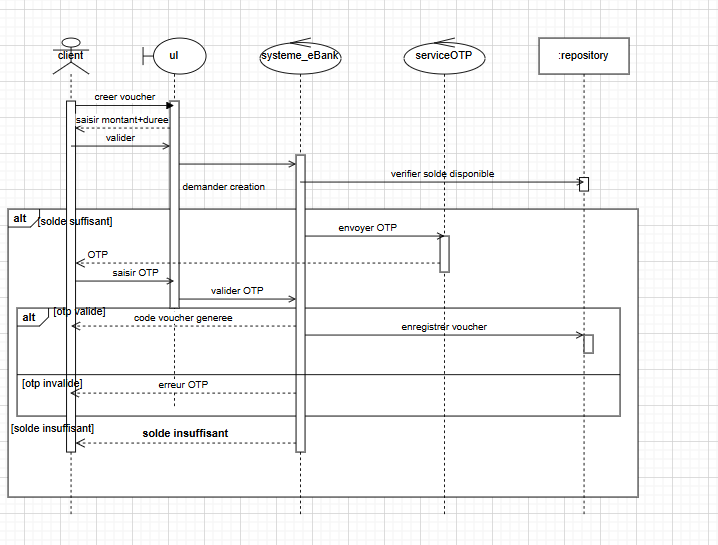 client
ul
systeme_eBank
serviceOTP
:repository
creer voucher
saisir montant+duree
valider
verifier solde disponible
demander creation
alt
[solde suffisant]
envoyer OTP
OTP
saisir OTP
valider OTP
alt
[otp valide]
code voucher generee
enregistrer voucher
[otp invalide]
erreur OTP
[solde insuffisant]
solde insuffisant